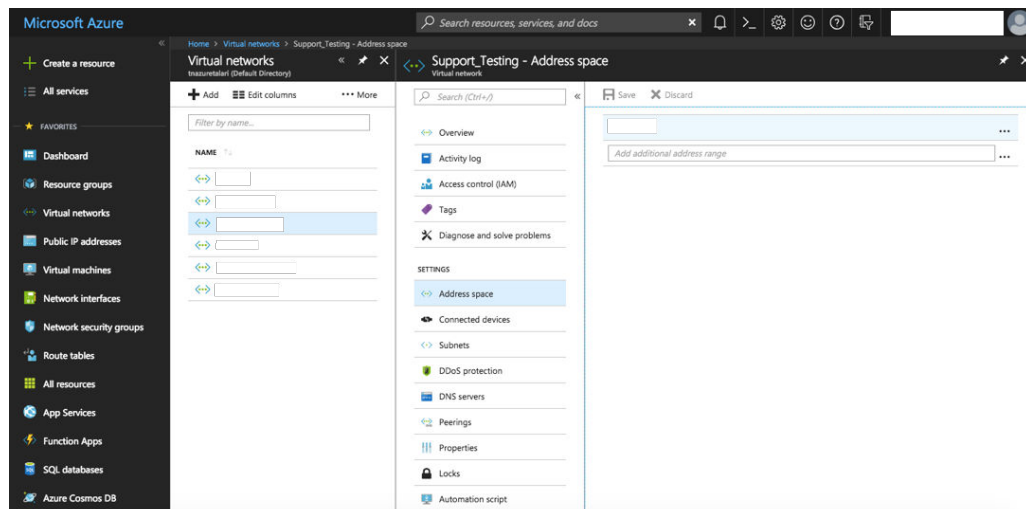 Microsoft Azure
Search resources, services, and docs
Home > Virtual networks > Support_Testing - Address space
Create a resource
All services
FAVORITES
Dashboard
Resource groups
Virtual networks
Public IP addresses
Virtual machines
Network interfaces
Network security groups
Route tables
All resources
App Services
Function Apps
SQL databases
Azure Cosmos DB
Virtual networks
tnazuretalari (Default Directory)
Add
Edit columns
More
Filter by name...
NAME
Support_Testing - Address space
Virtual network
Search (Ctrl+/)
Overview
Activity log
Access control (IAM)
Tags
Diagnose and solve problems
SETTINGS
Address space
Connected devices
Subnets
DDoS protection
DNS servers
Peerings
Properties
Locks
Automation script
Save
Discard
Add additional address range